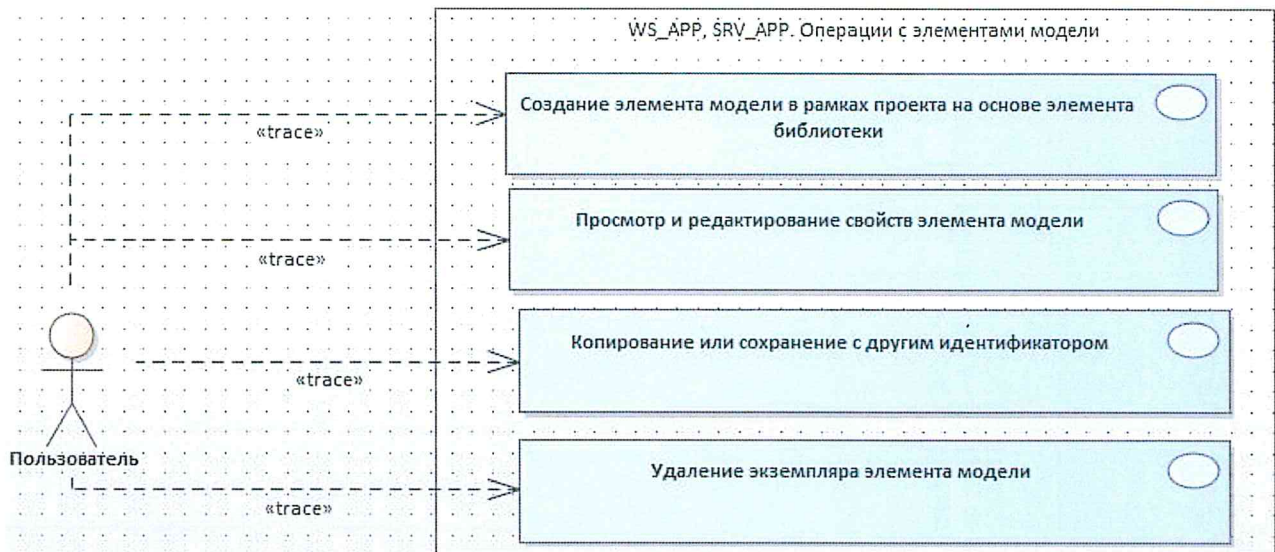 WS_APP, SRV_APP. Операции с элементами модели
Создание элемента модели в рамках проекта на основе элемента
библиотеки
«trace»
Просмотр и редактирование свойств элемента модели
«trace»
Копирование или сохранение с другим идентификатором
«trace»
Пользователь
Удаление экземпляра элемента модели
«trace»